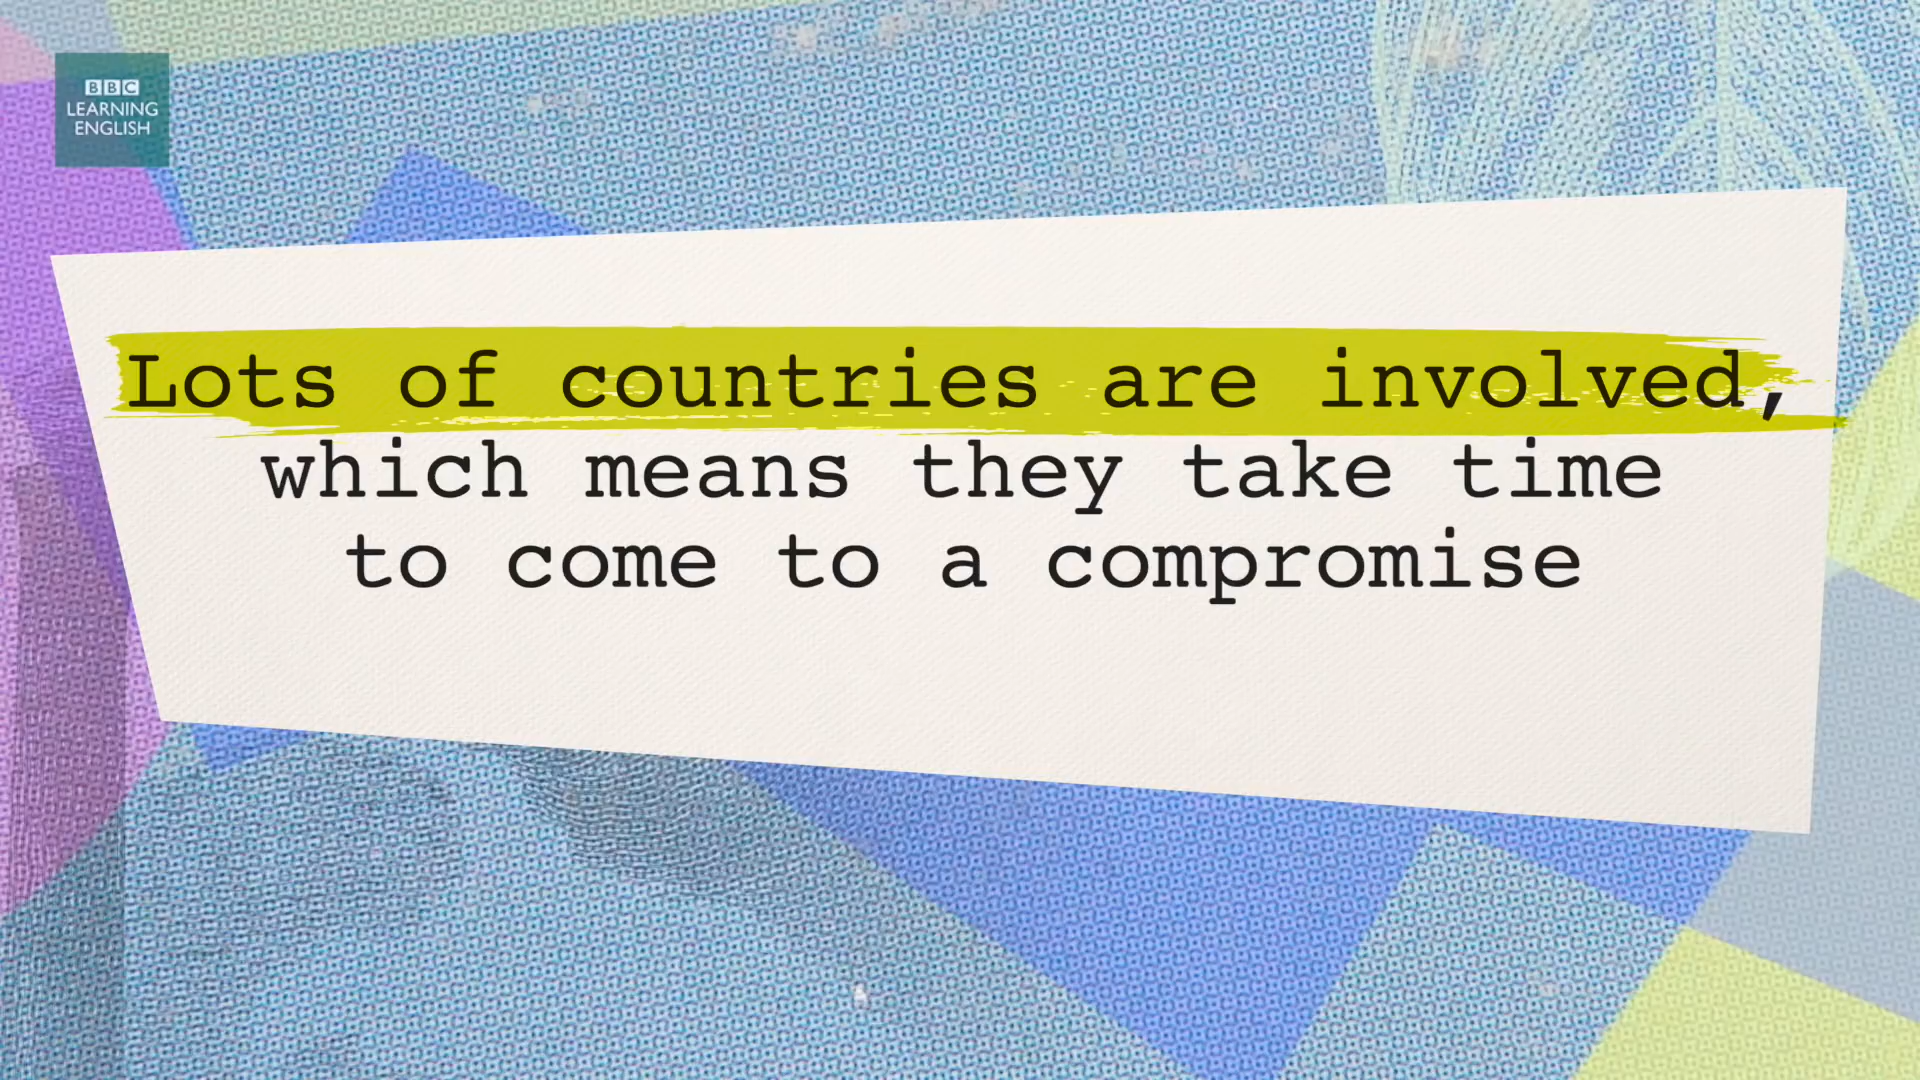 BBC
LEARNING
ENGLISH
Lots of countries are involved,
which means they take time
to come to a compromise